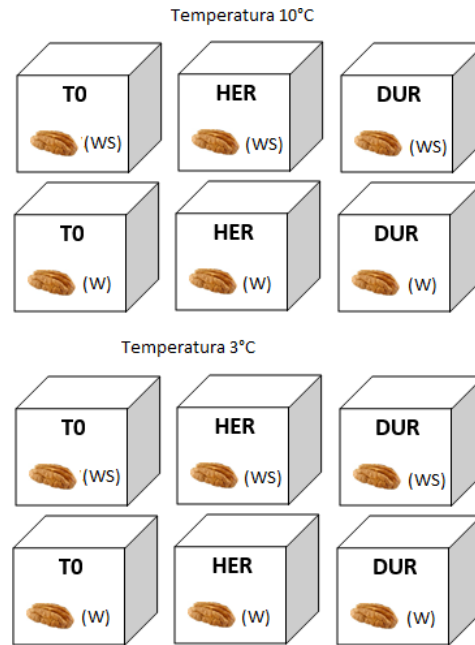 Temperatura 10°C
T0 HER DUR
(WS) (WS) (WS)
T0 HER DUR
(W) (W) (W)
Temperatura 3°C
T0 HER DUR
(WS) (WS) (WS)
T0 HER DUR
(W) (W) (W)